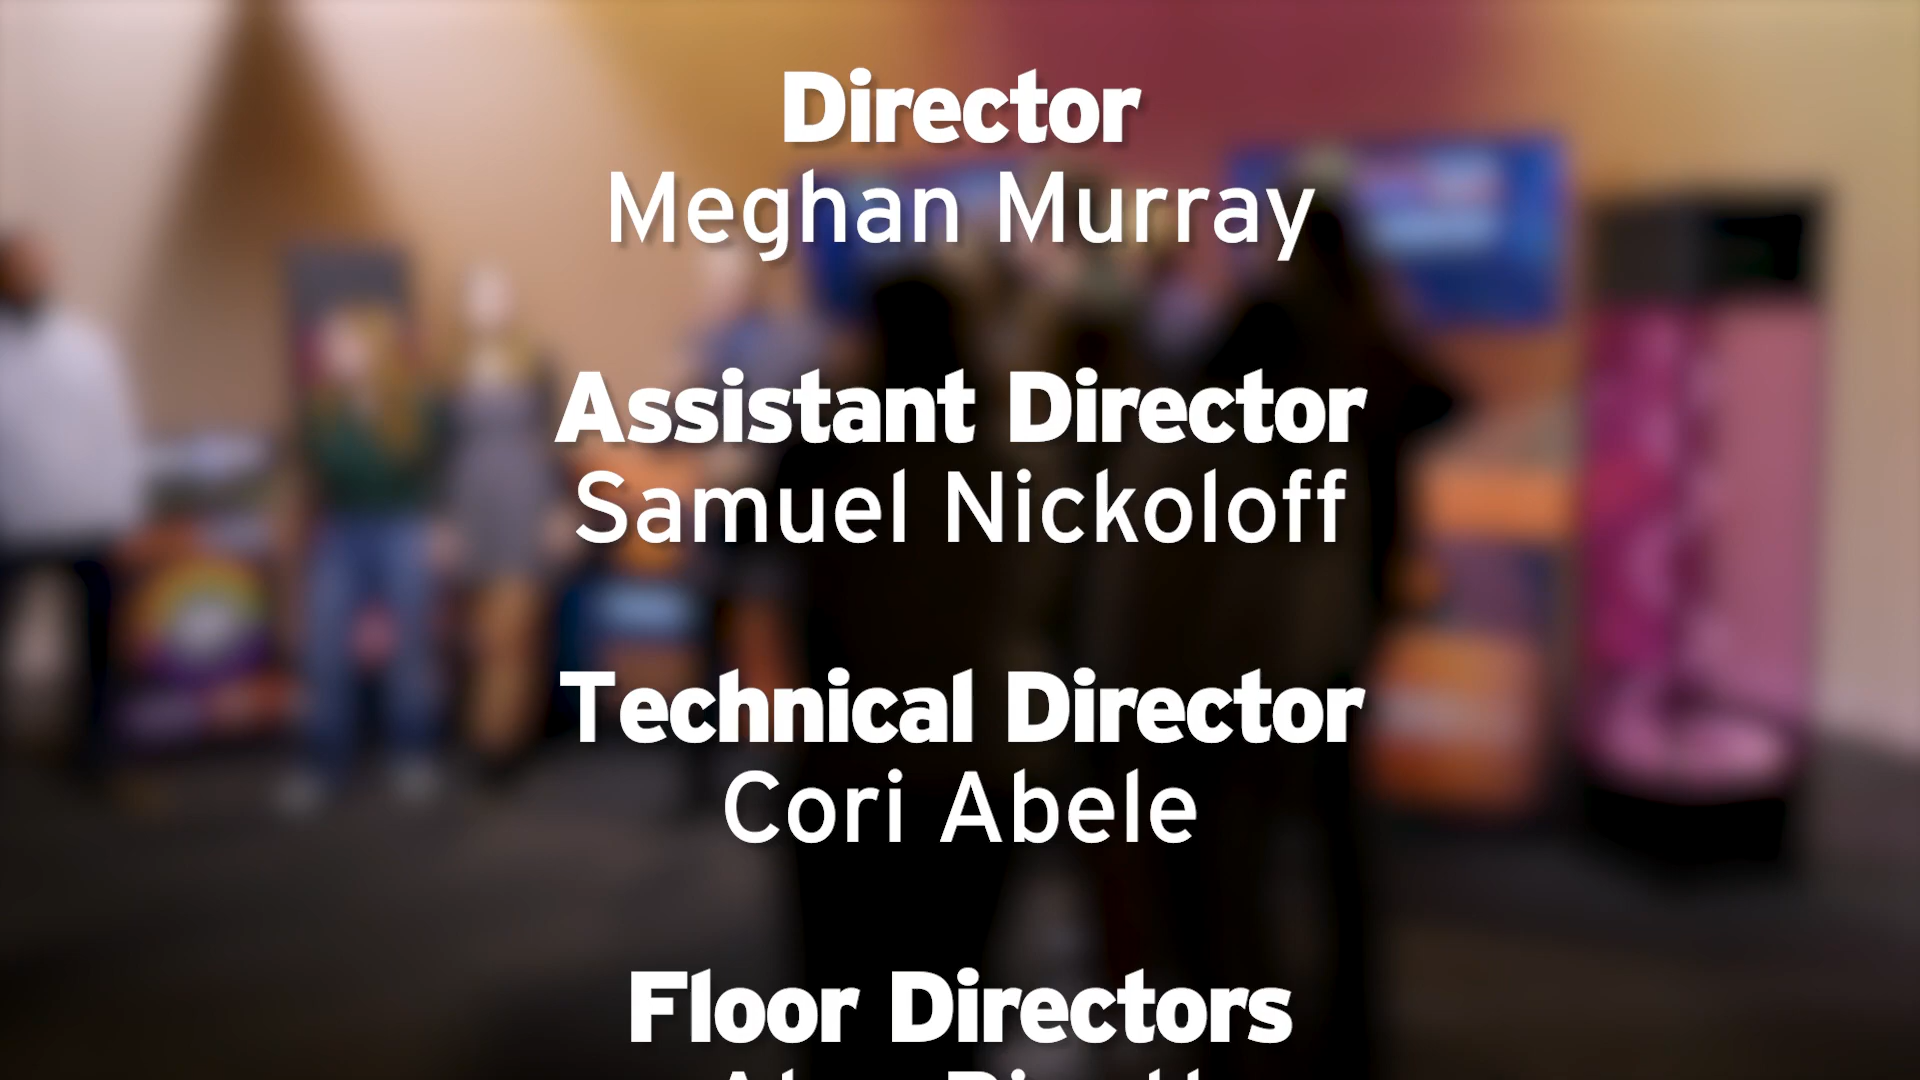 Director
Meghan Murray
Assistant Director
Samuel Nickoloff
Technical Director
Cori Abele
Floor Directors